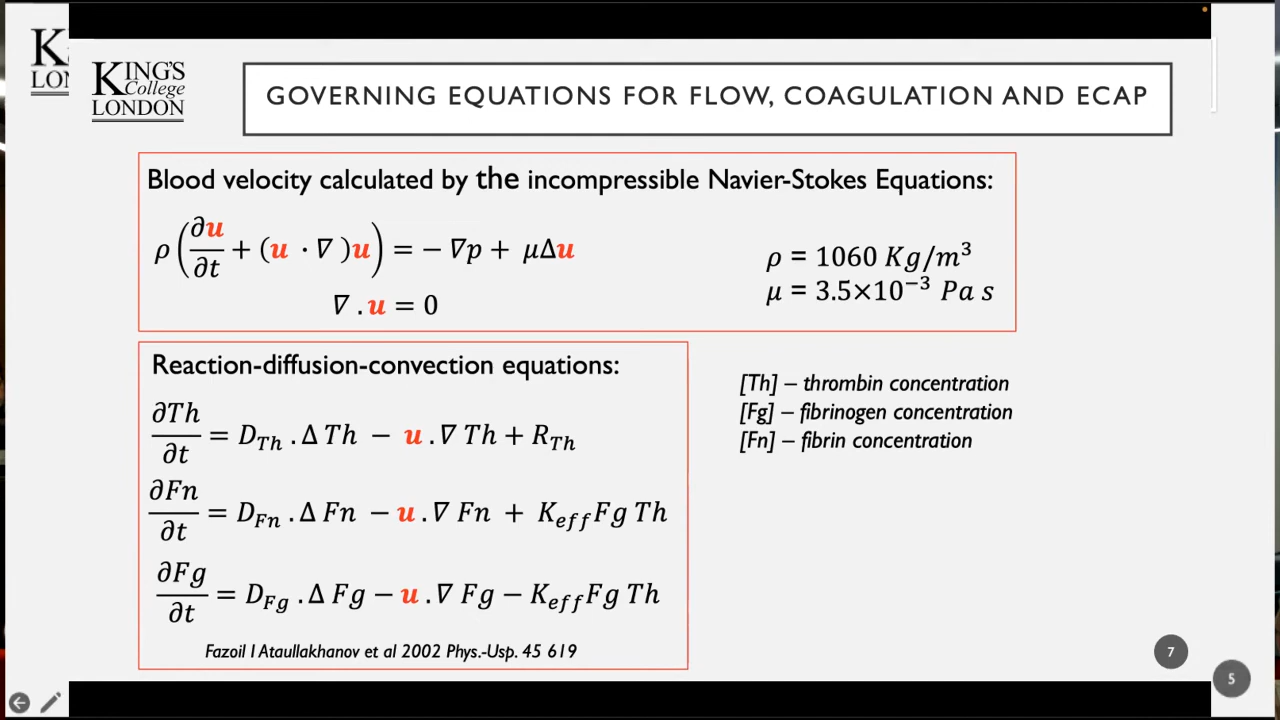 KING'S
College
LONDON
GOVERNING EQUATIONS FOR FLOW, COAGULATION AND ECAP
Blood velocity calculated by the incompressible Navier-Stokes Equations:
ρ(∂u/∂t + (u · ∇)u) = − ∇p + μΔu
∇ . u = 0
ρ = 1060 Kg/m³
μ = 3.5×10⁻³ Pa s
Reaction-diffusion-convection equations:
∂Th/∂t = D_Th . Δ Th − u . ∇ Th + R_Th
∂Fn/∂t = D_Fn . Δ Fn − u . ∇ Fn + K_eff Fg Th
∂Fg/∂t = D_Fg . Δ Fg − u . ∇ Fg − K_eff Fg Th
Fazoil I Ataullakhanov et al 2002 Phys.-Usp. 45 619
[Th] – thrombin concentration
[Fg] – fibrinogen concentration
[Fn] – fibrin concentration
7
5